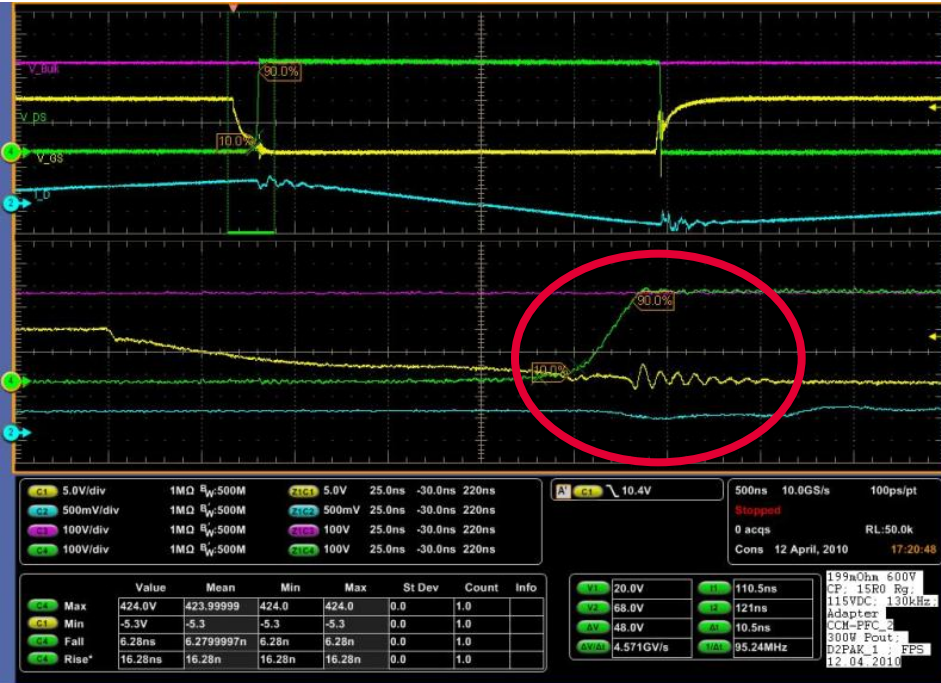 V_Bulk
90.0%
V_DS
10.0%
4
V_GS
I_D
2
90.0%
10.0%
4
2
C1 5.0V/div 1MΩ BW:500M Z1C1 5.0V 25.0ns -30.0ns 220ns
C2 500mV/div 1MΩ BW:500M Z1C2 500mV 25.0ns -30.0ns 220ns
C3 100V/div 1MΩ BW:500M Z1C3 100V 25.0ns -30.0ns 220ns
C4 100V/div 1MΩ BW:500M Z1C4 100V 25.0ns -30.0ns 220ns
A' C1 10.4V
500ns 10.0GS/s 100ps/pt
Stopped
0 acqs RL:50.0k
Cons 12 April, 2010 17:20:48
Value Mean Min Max St Dev Count Info
C4 Max 424.0V 423.99999 424.0 424.0 0.0 1.0
C1 Min -5.3V -5.3 -5.3 -5.3 0.0 1.0
C4 Fall 6.28ns 6.2799997n 6.28n 6.28n 0.0 1.0
C4 Rise* 16.28ns 16.28n 16.28n 16.28n 0.0 1.0
V1 20.0V t1 110.5ns
V2 68.0V t2 121ns
ΔV 48.0V Δt 10.5ns
ΔV/Δt 4.571GV/s 1/Δt 95.24MHz
199mOhm 600V
CP; 15R0 Rg;
115VDC; 130kHz;
Adapter
CCM-PFC_2
300W Pout;
D2PAK_1 ; FPS
12.04.2010